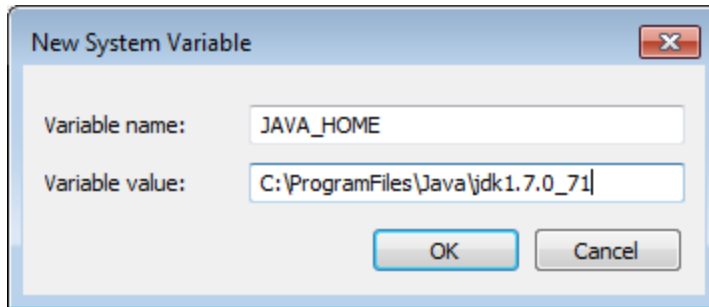 New System Variable
Variable name: JAVA_HOME
Variable value: C:\ProgramFiles\Java\jdk1.7.0_71
OK Cancel